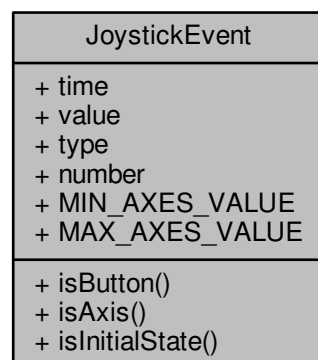 JoystickEvent
+ time
+ value
+ type
+ number
+ MIN_AXES_VALUE
+ MAX_AXES_VALUE
+ isButton()
+ isAxis()
+ isInitialState()